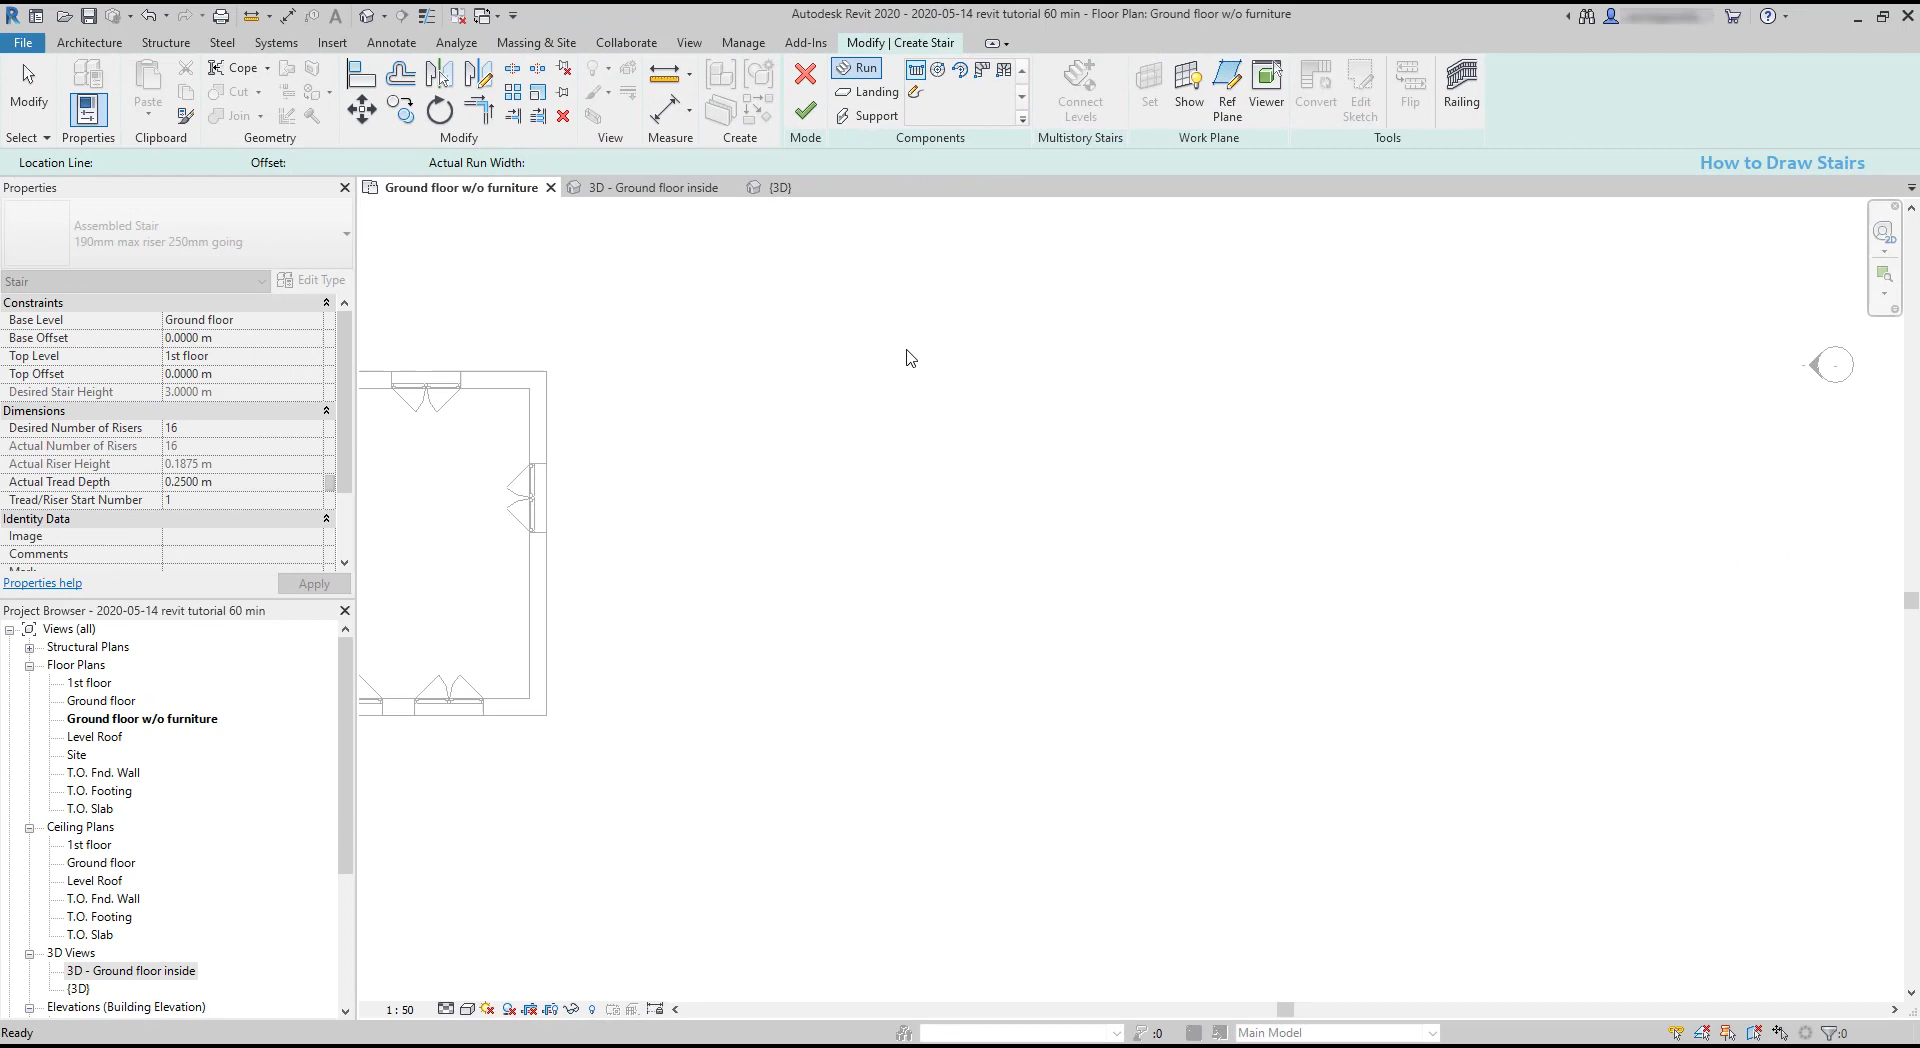 Autodesk Revit 2020 - 2020-05-14 revit tutorial 60 min - Floor Plan: Ground floor w/o furniture
File Architecture Structure Steel Systems Insert Annotate Analyze Massing & Site Collaborate View Manage Add-Ins Modify | Create Stair
Modify
Paste
Cope
Cut
Join
Run
Landing
Support
Connect Levels
Set Show Ref Plane Viewer Convert Edit Sketch Flip Railing
Select Properties Clipboard Geometry Modify View Measure Create Mode Components Multistory Stairs Work Plane Tools
Location Line: Offset: Actual Run Width:
How to Draw Stairs
Properties
Ground floor w/o furniture 3D - Ground floor inside {3D}
Assembled Stair
190mm max riser 250mm going
Stair Edit Type
Constraints
Base Level Ground floor
Base Offset 0.0000 m
Top Level 1st floor
Top Offset 0.0000 m
Desired Stair Height 3.0000 m
Dimensions
Desired Number of Risers 16
Actual Number of Risers 16
Actual Riser Height 0.1875 m
Actual Tread Depth 0.2500 m
Tread/Riser Start Number 1
Identity Data
Image
Comments
Properties help Apply
Project Browser - 2020-05-14 revit tutorial 60 min
Views (all)
Structural Plans
Floor Plans
1st floor
Ground floor
Ground floor w/o furniture
Level Roof
Site
T.O. Fnd. Wall
T.O. Footing
T.O. Slab
Ceiling Plans
1st floor
Ground floor
Level Roof
T.O. Fnd. Wall
T.O. Footing
T.O. Slab
3D Views
3D - Ground floor inside
{3D}
Elevations (Building Elevation)
1 : 50
Ready :0 Main Model :0
2D